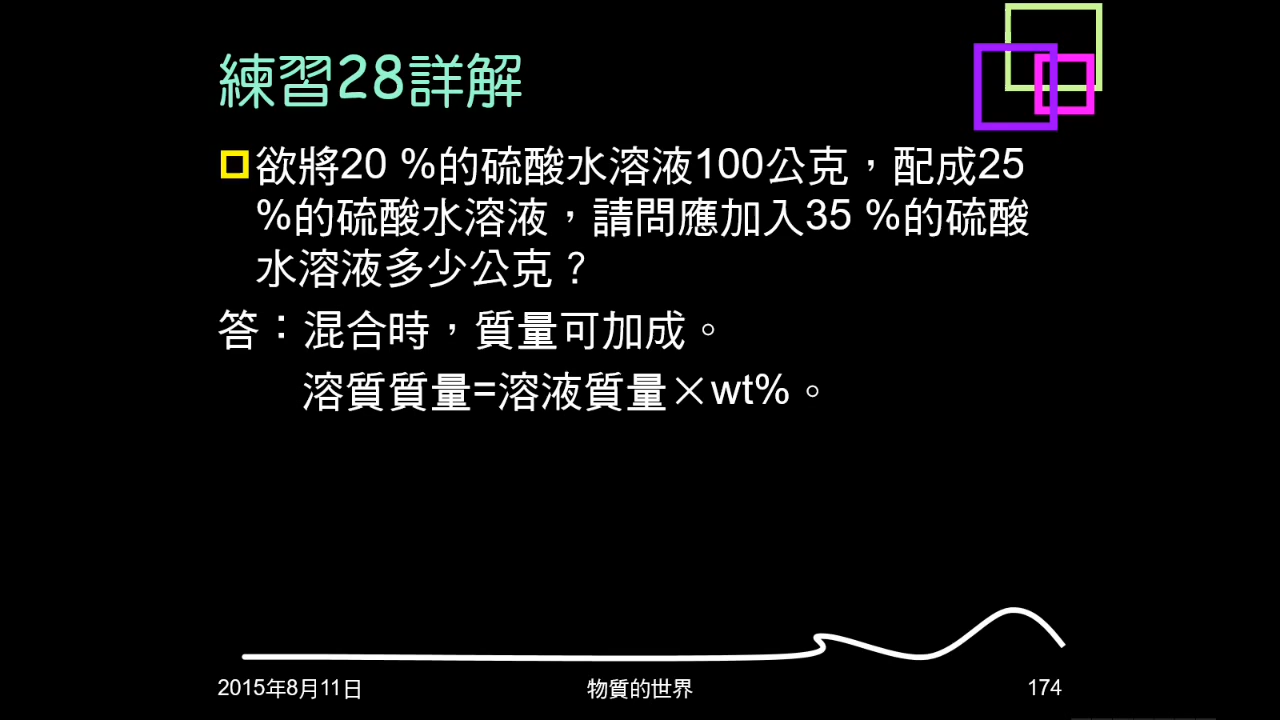 練習28詳解
欲將20 %的硫酸水溶液100公克，配成25
%的硫酸水溶液，請問應加入35 %的硫酸
水溶液多少公克？
答：混合時，質量可加成。
溶質質量=溶液質量×wt%。
2015年8月11日
物質的世界
174